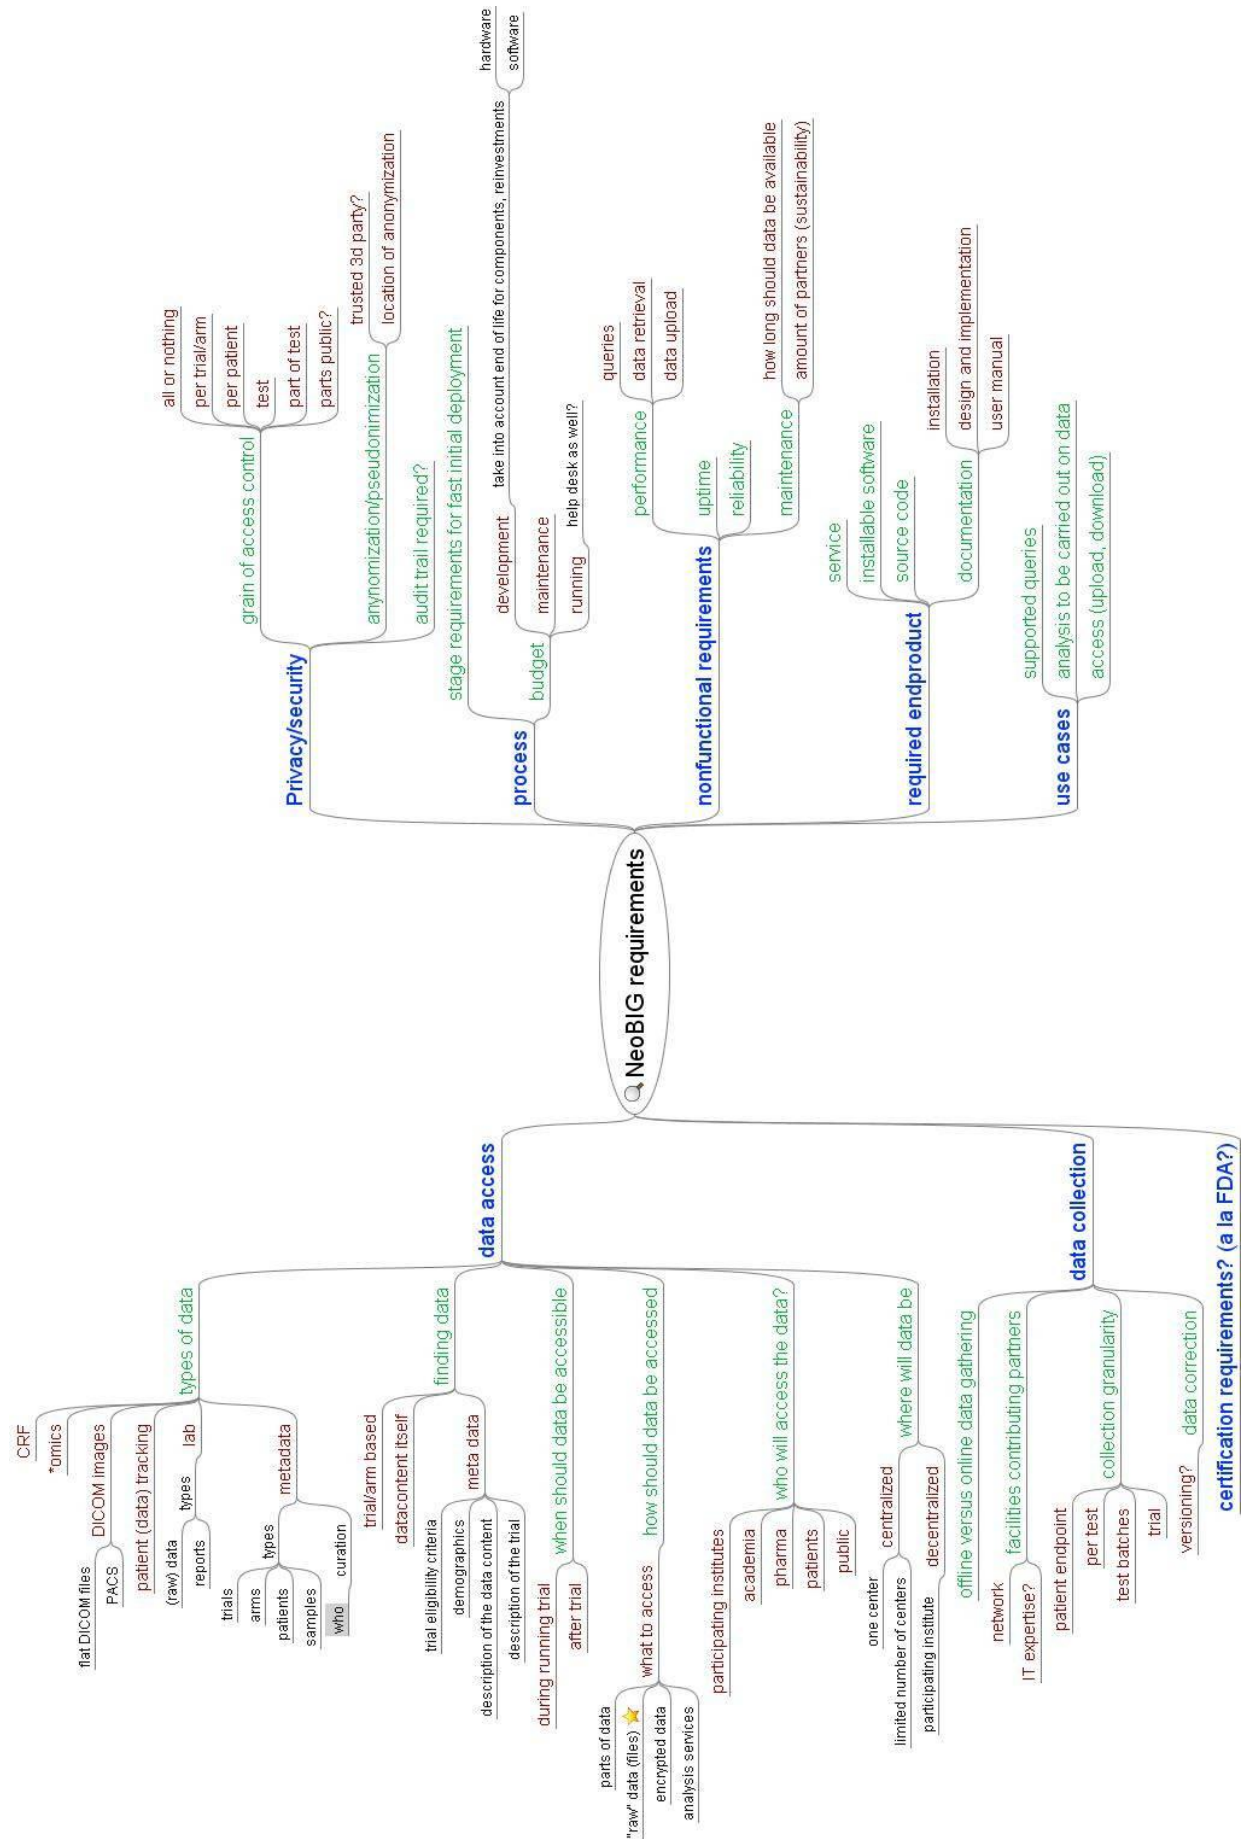 NeoBIG requirements
Privacy/security
grain of access control
all or nothing
per trial/arm
per patient
test
part of test
parts public?
anynomization/pseudonimization
trusted 3d party?
location of anonymization
audit trail required?
process
stage requirements for fast initial deployment
budget
development
take into account end of life for components, reinvestments
hardware
software
maintenance
running
help desk as well?
nonfunctional requirements
performance
queries
data retrieval
data upload
uptime
reliability
maintenance
how long should data be available
amount of partners (sustainability)
required endproduct
service
installable software
source code
documentation
installation
design and implementation
user manual
use cases
supported queries
analysis to be carried out on data
access (upload, download)
data access
types of data
CRF
*omics
DICOM images
flat DICOM files
PACS
patient (data) tracking
lab
types
(raw) data
reports
metadata
types
trials
arms
patients
samples
curation
who
finding data
trial/arm based
datacontent itself
meta data
trial eligibility criteria
demographics
description of the data content
description of the trial
when should data be accessible
during running trial
after trial
how should data be accessed
what to access
parts of data
"raw" data (files)
encrypted data
analysis services
who will access the data?
participating institutes
academia
pharma
patients
public
where will data be
centralized
one center
limited number of centers
decentralized
participating institute
data collection
offline versus online data gathering
facilities contributing partners
network
IT expertise?
collection granularity
patient endpoint
per test
test batches
trial
data correction
versioning?
certification requirements? (a la FDA?)